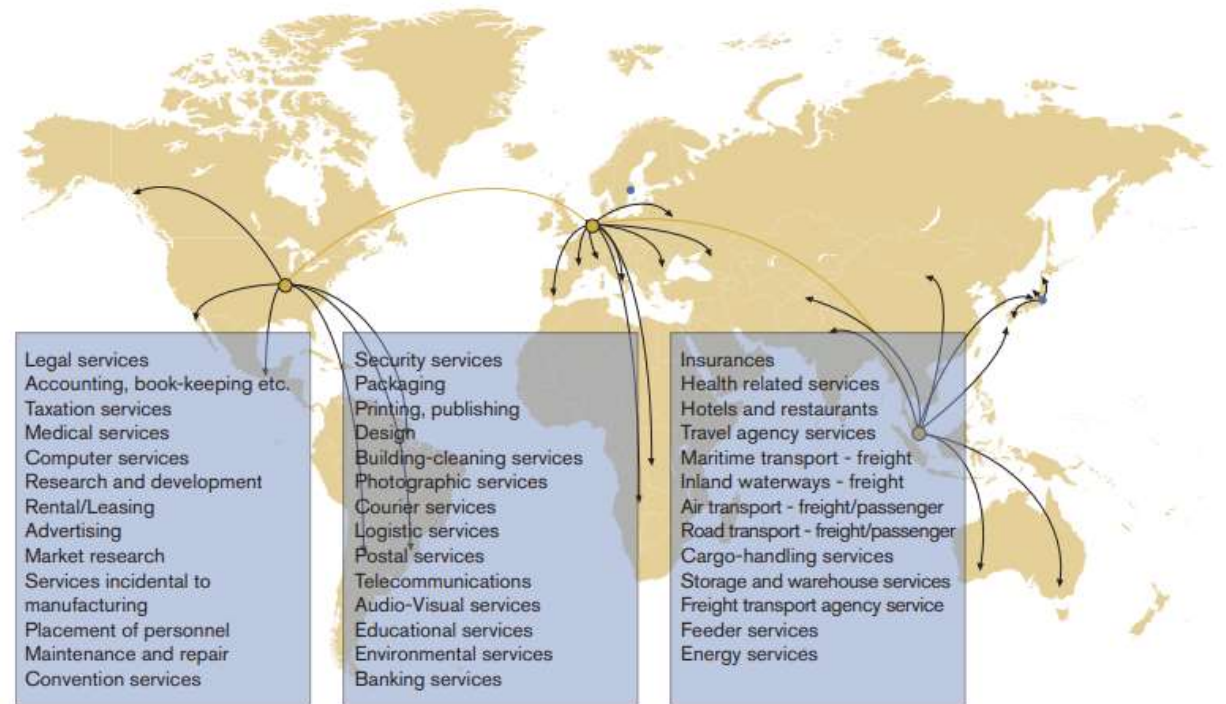 Legal services
Accounting, book-keeping etc.
Taxation services
Medical services
Computer services
Research and development
Rental/Leasing
Advertising
Market research
Services incidental to
manufacturing
Placement of personnel
Maintenance and repair
Convention services
Security services
Packaging
Printing, publishing
Design
Building-cleaning services
Photographic services
Courier services
Logistic services
Postal services
Telecommunications
Audio-Visual services
Educational services
Environmental services
Banking services
Insurances
Health related services
Hotels and restaurants
Travel agency services
Maritime transport - freight
Inland waterways - freight
Air transport - freight/passenger
Road transport - freight/passenger
Cargo-handling services
Storage and warehouse services
Freight transport agency service
Feeder services
Energy services